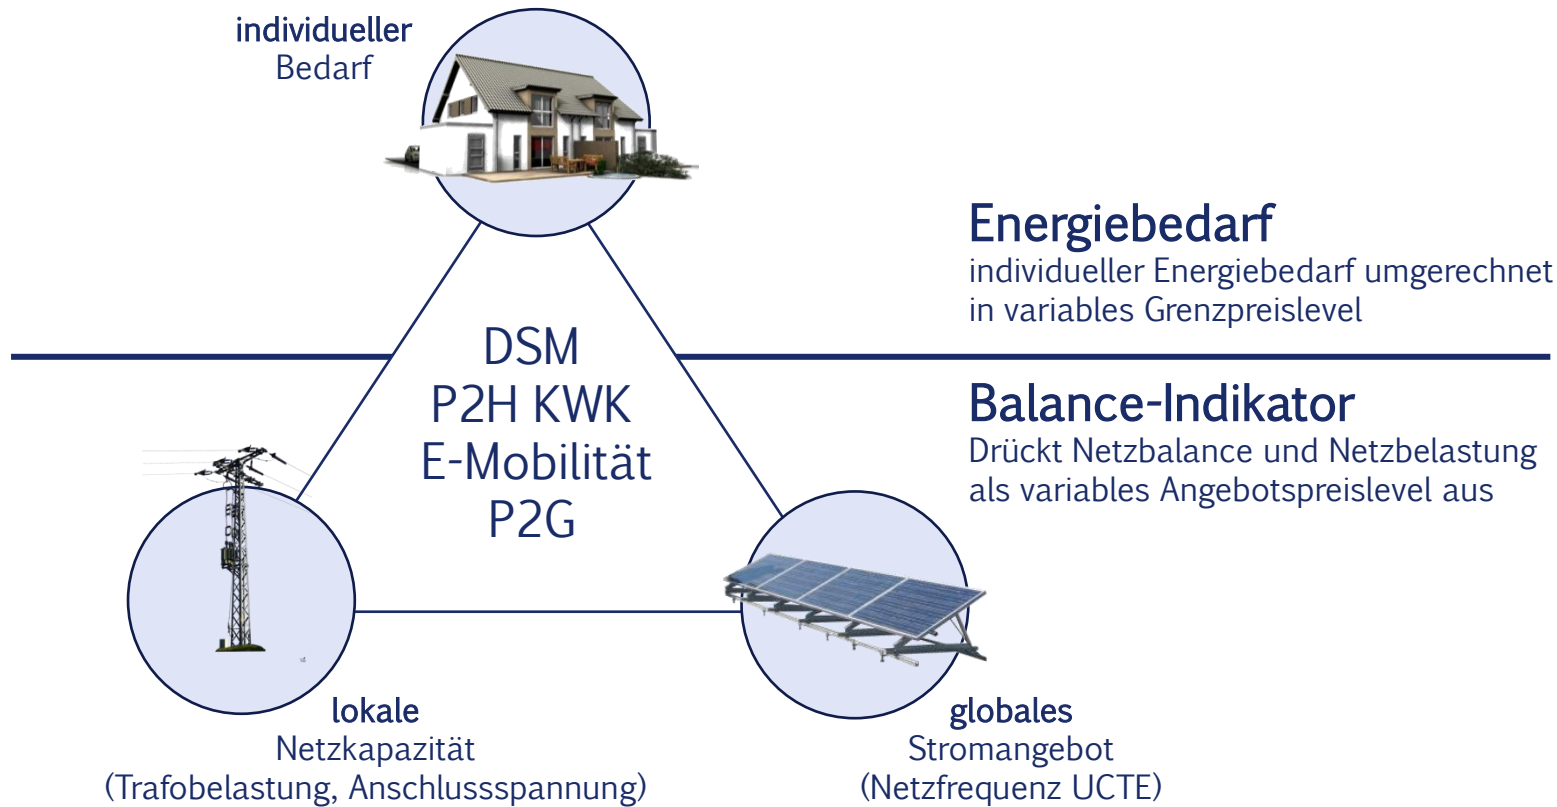 individueller
Bedarf
Energiebedarf
individueller Energiebedarf umgerechnet
in variables Grenzpreislevel
DSM
P2H KWK
E-Mobilität
P2G
Balance-Indikator
Drückt Netzbalance und Netzbelastung
als variables Angebotspreislevel aus
lokale
Netzkapazität
(Trafobelastung, Anschlussspannung)
globales
Stromangebot
(Netzfrequenz UCTE)